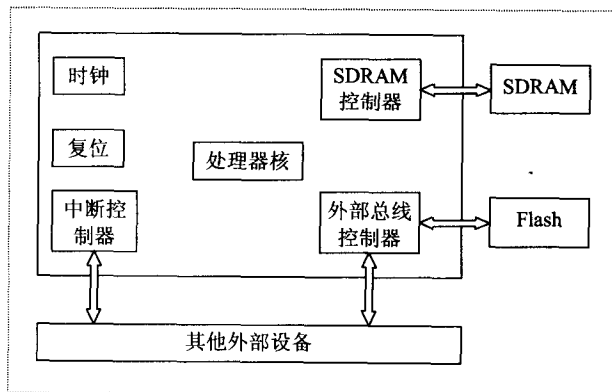 时钟
SDRAM
控制器
SDRAM
复位
处理器核
中断控
制器
外部总线
控制器
Flash
其他外部设备